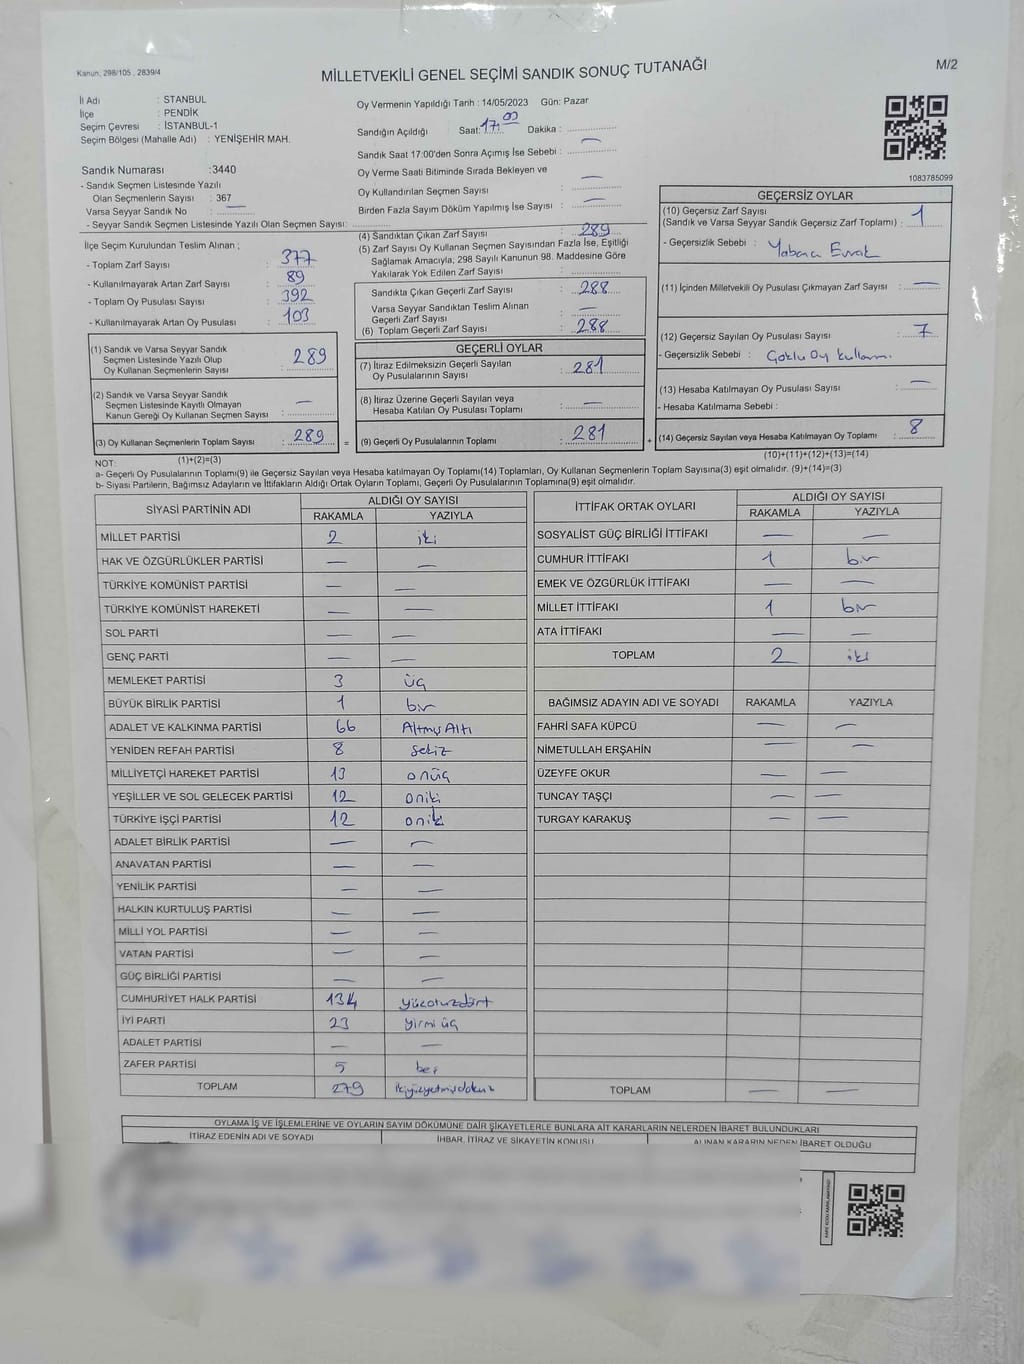 Kanun, 298/105 , 2839/4
MİLLETVEKİLİ GENEL SEÇİMİ SANDIK SONUÇ TUTANAĞI
M/2
İl Adı : STANBUL
İlçe : PENDİK
Seçim Çevresi : İSTANBUL-1
Seçim Bölgesi (Mahalle Adı) : YENİŞEHİR MAH.
Oy Vermenin Yapıldığı Tarih : 14/05/2023 Gün: Pazar
Sandığın Açıldığı Saat: 17:00 Dakika :
Sandık Saat 17:00'den Sonra Açımış İse Sebebi : —
Oy Verme Saati Bitiminde Sırada Bekleyen ve
Oy Kullandırılan Seçmen Sayısı : —
Birden Fazla Sayım Döküm Yapılmış İse Sayısı : —
1083785099
Sandık Numarası :3440
- Sandık Seçmen Listesinde Yazılı
Olan Seçmenlerin Sayısı : 367
Varsa Seyyar Sandık No : —
- Seyyar Sandık Seçmen Listesinde Yazılı Olan Seçmen Sayısı:
İlçe Seçim Kurulundan Teslim Alınan ;
- Toplam Zarf Sayısı : 377
- Kullanılmayarak Artan Zarf Sayısı : 89
- Toplam Oy Pusulası Sayısı : 392
- Kullanılmayarak Artan Oy Pusulası : 103
(1) Sandık ve Varsa Seyyar Sandık
Seçmen Listesinde Yazılı Olup
Oy Kullanan Seçmenlerin Sayısı : 289
(2) Sandık ve Varsa Seyyar Sandık
Seçmen Listesinde Kayıtlı Olmayan
Kanun Gereği Oy Kullanan Seçmen Sayısı : —
(3) Oy Kullanan Seçmenlerin Toplam Sayısı : 289 =
(1)+(2)=(3)
(4) Sandıktan Çıkan Zarf Sayısı : 289
(5) Zarf Sayısı Oy Kullanan Seçmen Sayısından Fazla İse, Eşitliği
Sağlamak Amacıyla, 298 Sayılı Kanunun 98. Maddesine Göre
Yakılarak Yok Edilen Zarf Sayısı :
Sandıkta Çıkan Geçerli Zarf Sayısı : 288
Varsa Seyyar Sandıktan Teslim Alınan
Geçerli Zarf Sayısı : —
(6) Toplam Geçerli Zarf Sayısı : 288
GEÇERLİ OYLAR
(7) İtiraz Edilmeksizin Geçerli Sayılan
Oy Pusulalarının Sayısı : 281
(8) İtiraz Üzerine Geçerli Sayılan veya
Hesaba Katılan Oy Pusulası Toplamı : —
(9) Geçerli Oy Pusulalarının Toplamı : 281 +
GEÇERSİZ OYLAR
(10) Geçersiz Zarf Sayısı
(Sandık ve Varsa Seyyar Sandık Geçersiz Zarf Toplamı) : 1
- Geçersizlik Sebebi : Yabancı Evrak
(11) İçinden Milletvekili Oy Pusulası Çıkmayan Zarf Sayısı : —
(12) Geçersiz Sayılan Oy Pusulası Sayısı : 7
- Geçersizlik Sebebi : Çoklu Oy Kullanımı
(13) Hesaba Katılmayan Oy Pusulası Sayısı : —
- Hesaba Katılmama Sebebi :
(14) Geçersiz Sayılan veya Hesaba Katılmayan Oy Toplamı : 8
(10)+(11)+(12)+(13)=(14)
NOT:
a- Geçerli Oy Pusulalarının Toplamı(9) ile Geçersiz Sayılan veya Hesaba katılmayan Oy Toplamı(14) Toplamları, Oy Kullanan Seçmenlerin Toplam Sayısına(3) eşit olmalıdır. (9)+(14)=(3)
b- Siyasi Partilerin, Bağımsız Adayların ve İttifakların Aldığı Ortak Oyların Toplamı, Geçerli Oy Pusulalarının Toplamına(9) eşit olmalıdır.
SİYASİ PARTİNİN ADI ALDIĞI OY SAYISI
RAKAMLA YAZIYLA
MİLLET PARTİSİ 2 iki
HAK VE ÖZGÜRLÜKLER PARTİSİ — —
TÜRKİYE KOMÜNİST PARTİSİ — —
TÜRKİYE KOMÜNİST HAREKETİ — —
SOL PARTİ — —
GENÇ PARTİ — —
MEMLEKET PARTİSİ 3 üç
BÜYÜK BİRLİK PARTİSİ 1 bir
ADALET VE KALKINMA PARTİSİ 66 Altmış Altı
YENİDEN REFAH PARTİSİ 8 Sekiz
MİLLİYETÇİ HAREKET PARTİSİ 13 onüç
YEŞİLLER VE SOL GELECEK PARTİSİ 12 oniki
TÜRKİYE İŞÇİ PARTİSİ 12 oniki
ADALET BİRLİK PARTİSİ — —
ANAVATAN PARTİSİ — —
YENİLİK PARTİSİ — —
HALKIN KURTULUŞ PARTİSİ — —
MİLLİ YOL PARTİSİ — —
VATAN PARTİSİ — —
GÜÇ BİRLİĞİ PARTİSİ — —
CUMHURİYET HALK PARTİSİ 134 yüzotuzdört
İYİ PARTİ 23 yirmi üç
ADALET PARTİSİ — —
ZAFER PARTİSİ 5 beş
TOPLAM 279 ikiyüzyetmişdokuz
İTTİFAK ORTAK OYLARI ALDIĞI OY SAYISI
RAKAMLA YAZIYLA
SOSYALİST GÜÇ BİRLİĞİ İTTİFAKI — —
CUMHUR İTTİFAKI 1 bir
EMEK VE ÖZGÜRLÜK İTTİFAKI — —
MİLLET İTTİFAKI 1 bir
ATA İTTİFAKI — —
TOPLAM 2 iki
BAĞIMSIZ ADAYIN ADI VE SOYADI RAKAMLA YAZIYLA
FAHRİ SAFA KÜPCÜ — —
NİMETULLAH ERŞAHİN — —
ÜZEYFE OKUR — —
TUNCAY TAŞÇI — —
TURGAY KARAKUŞ — —
TOPLAM — —
OYLAMA İŞ VE İŞLEMLERİNE VE OYLARIN SAYIM DÖKÜMÜNE DAİR ŞİKAYETLERLE BUNLARA AİT KARARLARIN NELERDEN İBARET BULUNDUKLARI
İTİRAZ EDENİN ADI VE SOYADI İHBAR, İTİRAZ VE ŞİKAYETİN KONUSU ALINAN KARARIN NEDEN İBARET OLDUĞU